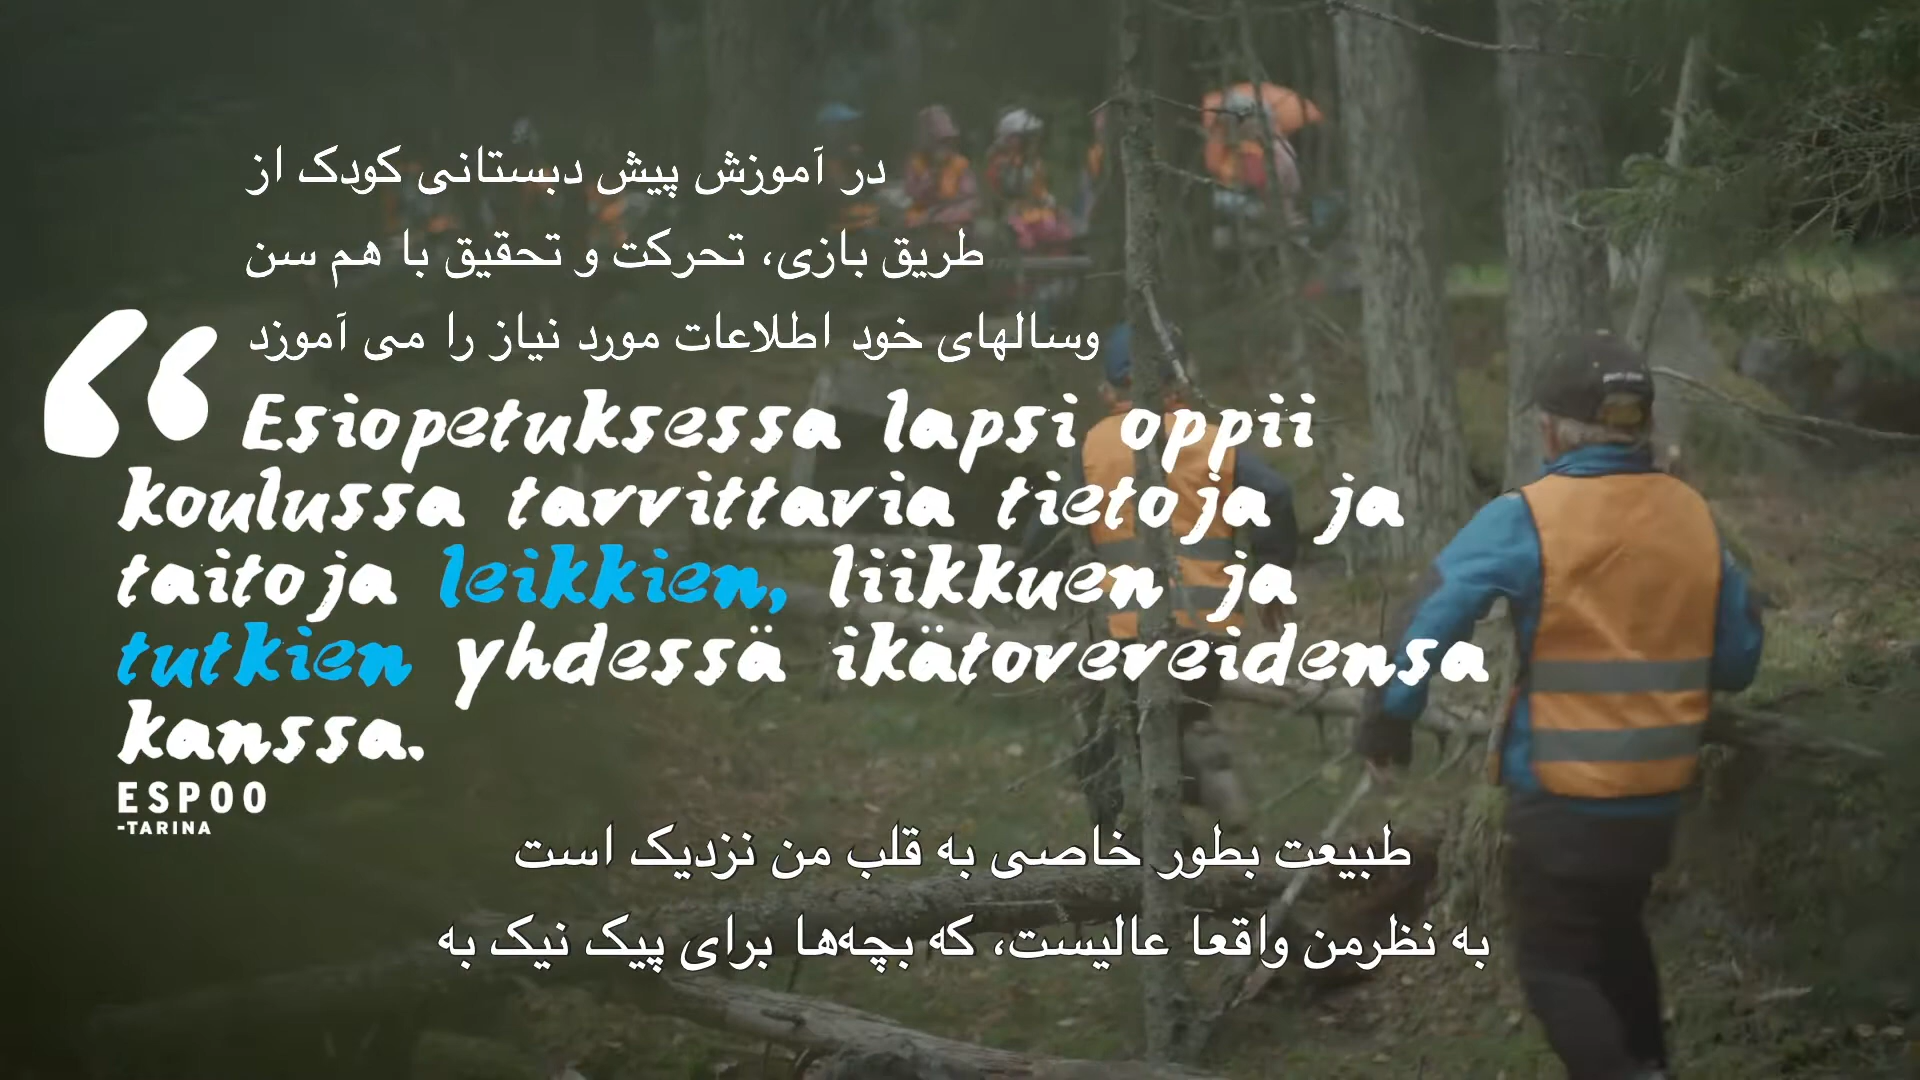 در آموزش پیش دبستانی کودک از
طریق بازی، تحرکت و تحقیق با هم سن
وسالهای خود اطلاعات مورد نیاز را می آموزد
“Esiopetuksessa lapsi oppii
koulussa tarvittavia tietoja ja
taitoja leikkien, liikkuen ja
tutkien yhdessä ikätovereidensa
kanssa.
ESPOO
-TARINA
طبیعت بطور خاصی به قلب من نزدیک است
به نظرمن واقعا عالیست، که بچه‌ها برای پیک نیک به